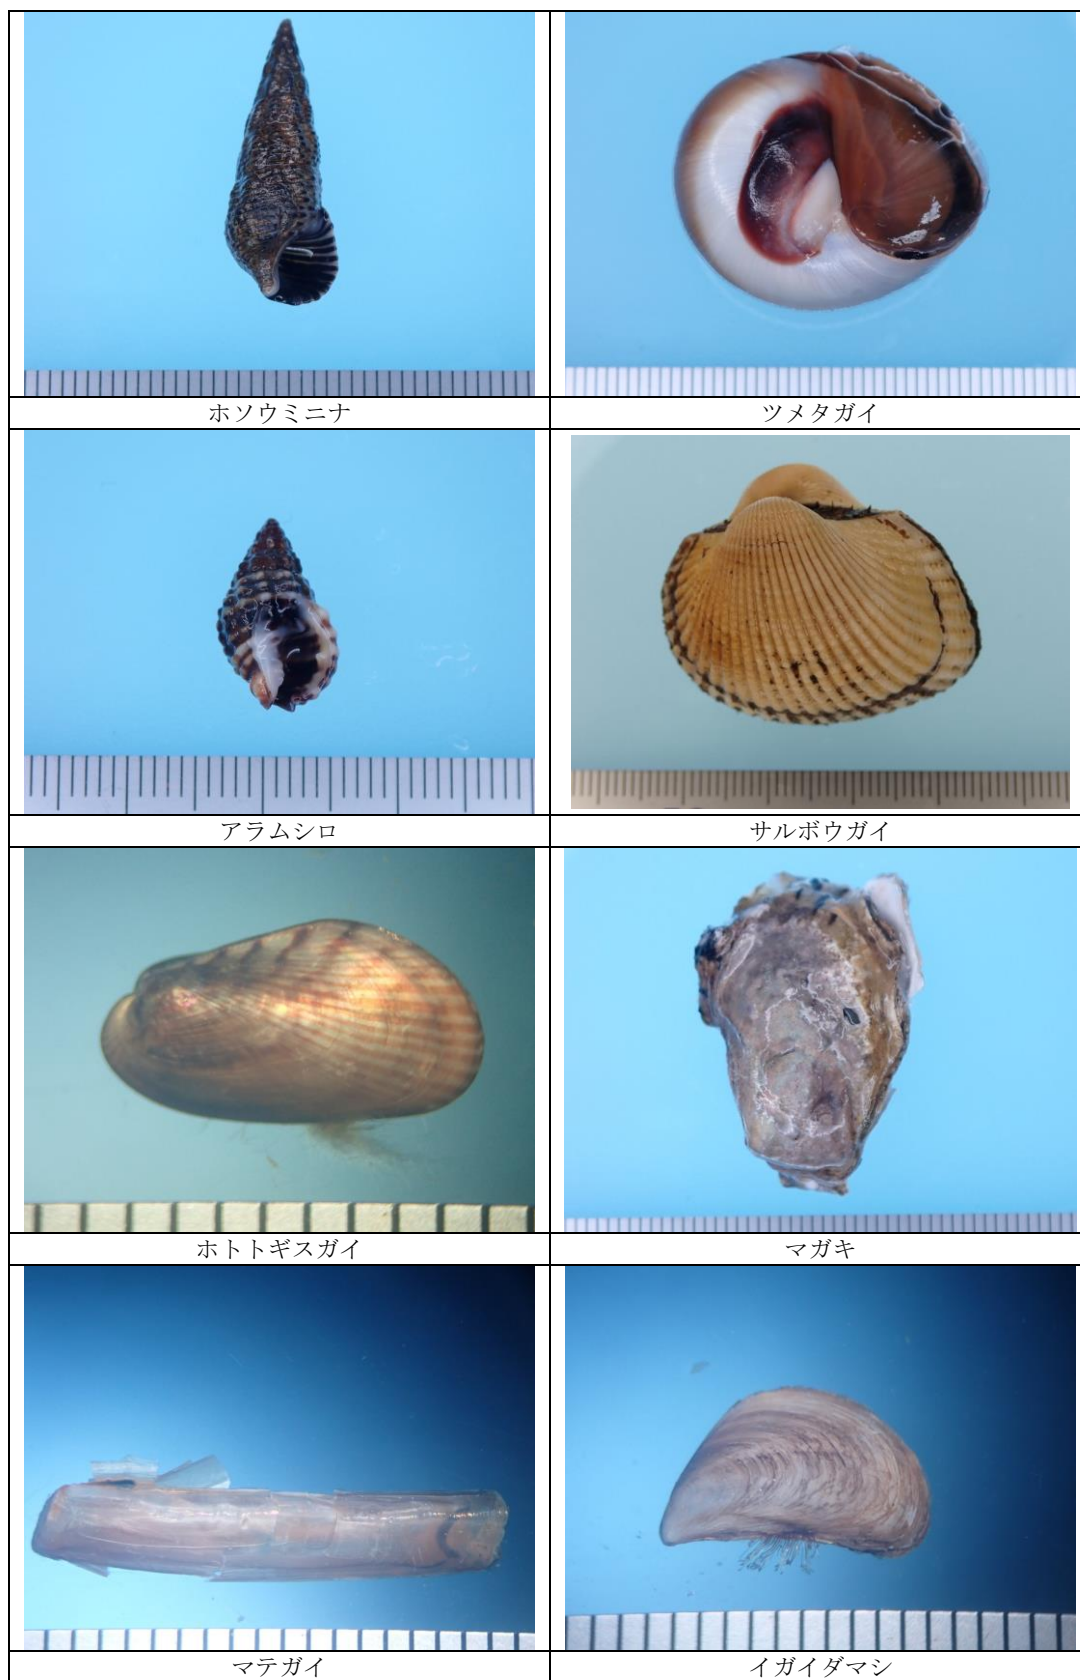 ホソウミニナ
ツメタガイ
アラムシロ
サルボウガイ
ホトトギスガイ
マガキ
マテガイ
イガイダマシ